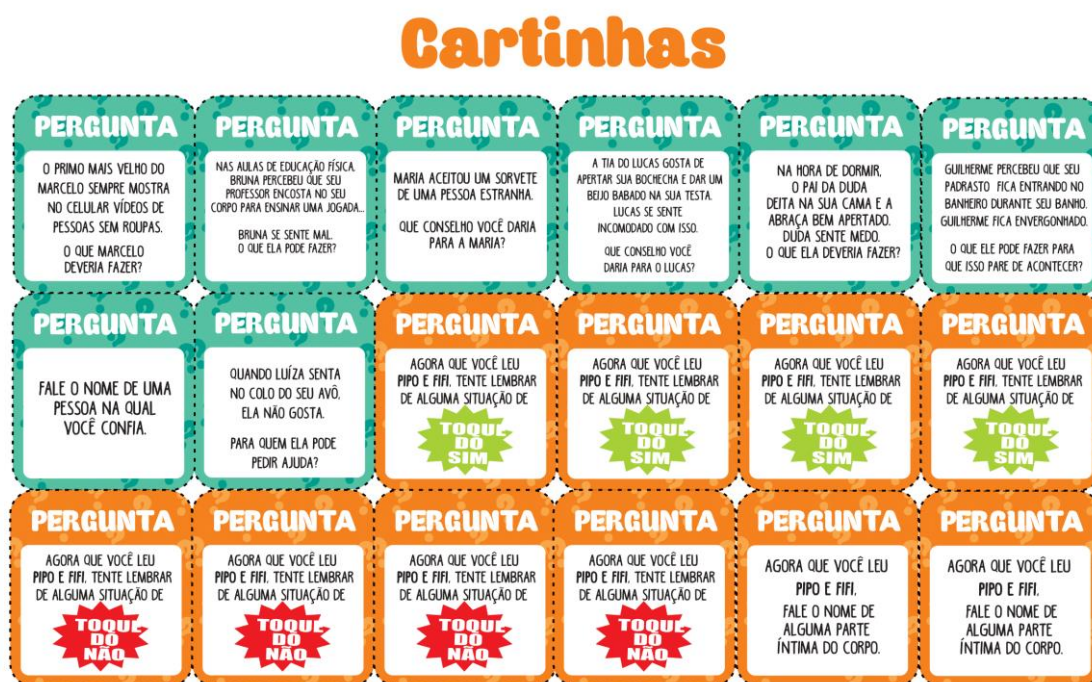 Cartinhas
PERGUNTA
O PRIMO MAIS VELHO DO
MARCELO SEMPRE MOSTRA
NO CELULAR VÍDEOS DE
PESSOAS SEM ROUPAS.
O QUE MARCELO
DEVERIA FAZER?
PERGUNTA
NAS AULAS DE EDUCAÇÃO FÍSICA,
BRUNA PERCEBEU QUE SEU
PROFESSOR ENCOSTA NO SEU
CORPO PARA ENSINAR UMA JOGADA...
BRUNA SE SENTE MAL.
O QUE ELA PODE FAZER?
PERGUNTA
MARIA ACEITOU UM SORVETE
DE UMA PESSOA ESTRANHA.
QUE CONSELHO VOCÊ DARIA
PARA A MARIA?
PERGUNTA
A TIA DO LUCAS GOSTA DE
APERTAR SUA BOCHECHA E DAR UM
BEIJO BABADO NA SUA TESTA.
LUCAS SE SENTE
INCOMODADO COM ISSO.
QUE CONSELHO VOCÊ
DARIA PARA O LUCAS?
PERGUNTA
NA HORA DE DORMIR,
O PAI DA DUDA
DEITA NA SUA CAMA E A
ABRAÇA BEM APERTADO.
DUDA SENTE MEDO.
O QUE ELA DEVERIA FAZER?
PERGUNTA
GUILHERME PERCEBEU QUE SEU
PADRASTO FICA ENTRANDO NO
BANHEIRO DURANTE SEU BANHO.
GUILHERME FICA ENVERGONHADO.
O QUE ELE PODE FAZER PARA
QUE ISSO PARE DE ACONTECER?
PERGUNTA
FALE O NOME DE UMA
PESSOA NA QUAL
VOCÊ CONFIA.
PERGUNTA
QUANDO LUÍZA SENTA
NO COLO DO SEU AVÔ,
ELA NÃO GOSTA.
PARA QUEM ELA PODE
PEDIR AJUDA?
PERGUNTA
AGORA QUE VOCÊ LEU
PIPO E FIFI, TENTE LEMBRAR
DE ALGUMA SITUAÇÃO DE
TOQUE
DO
SIM
PERGUNTA
AGORA QUE VOCÊ LEU
PIPO E FIFI, TENTE LEMBRAR
DE ALGUMA SITUAÇÃO DE
TOQUE
DO
SIM
PERGUNTA
AGORA QUE VOCÊ LEU
PIPO E FIFI, TENTE LEMBRAR
DE ALGUMA SITUAÇÃO DE
TOQUE
DO
SIM
PERGUNTA
AGORA QUE VOCÊ LEU
PIPO E FIFI, TENTE LEMBRAR
DE ALGUMA SITUAÇÃO DE
TOQUE
DO
SIM
PERGUNTA
AGORA QUE VOCÊ LEU
PIPO E FIFI, TENTE LEMBRAR
DE ALGUMA SITUAÇÃO DE
TOQUE
DO
NÃO
PERGUNTA
AGORA QUE VOCÊ LEU
PIPO E FIFI, TENTE LEMBRAR
DE ALGUMA SITUAÇÃO DE
TOQUE
DO
NÃO
PERGUNTA
AGORA QUE VOCÊ LEU
PIPO E FIFI, TENTE LEMBRAR
DE ALGUMA SITUAÇÃO DE
TOQUE
DO
NÃO
PERGUNTA
AGORA QUE VOCÊ LEU
PIPO E FIFI, TENTE LEMBRAR
DE ALGUMA SITUAÇÃO DE
TOQUE
DO
NÃO
PERGUNTA
AGORA QUE VOCÊ LEU
PIPO E FIFI,
FALE O NOME DE
ALGUMA PARTE
ÍNTIMA DO CORPO.
PERGUNTA
AGORA QUE VOCÊ LEU
PIPO E FIFI,
FALE O NOME DE
ALGUMA PARTE
ÍNTIMA DO CORPO.